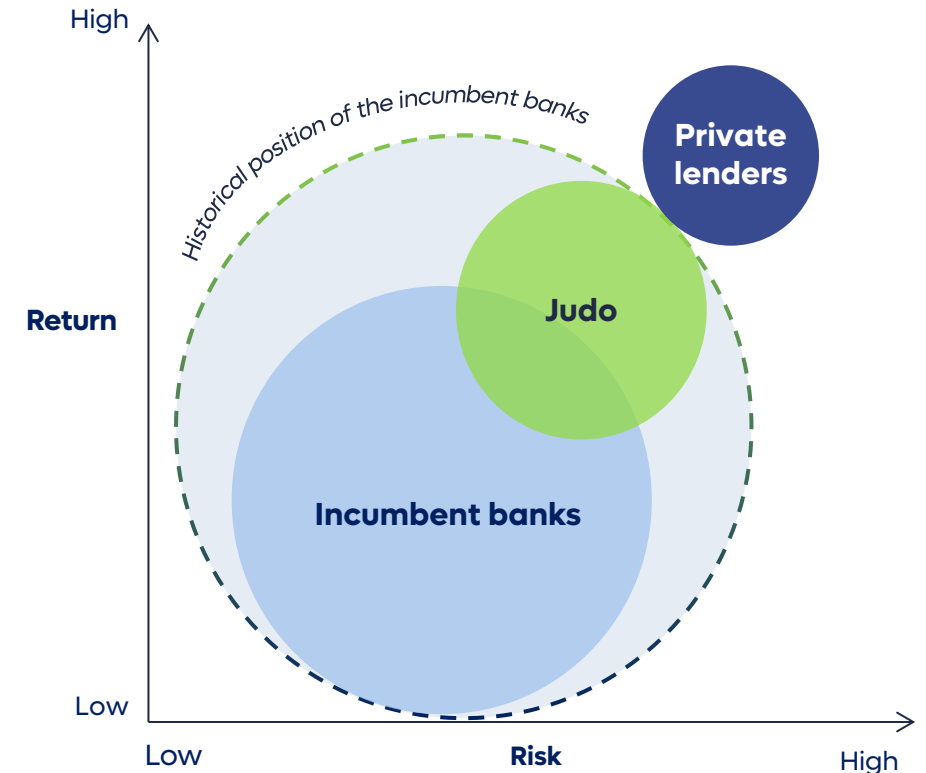 High
Historical position of the incumbent banks
Private
lenders
Judo
Return
Incumbent banks
Low
Low
Risk
High